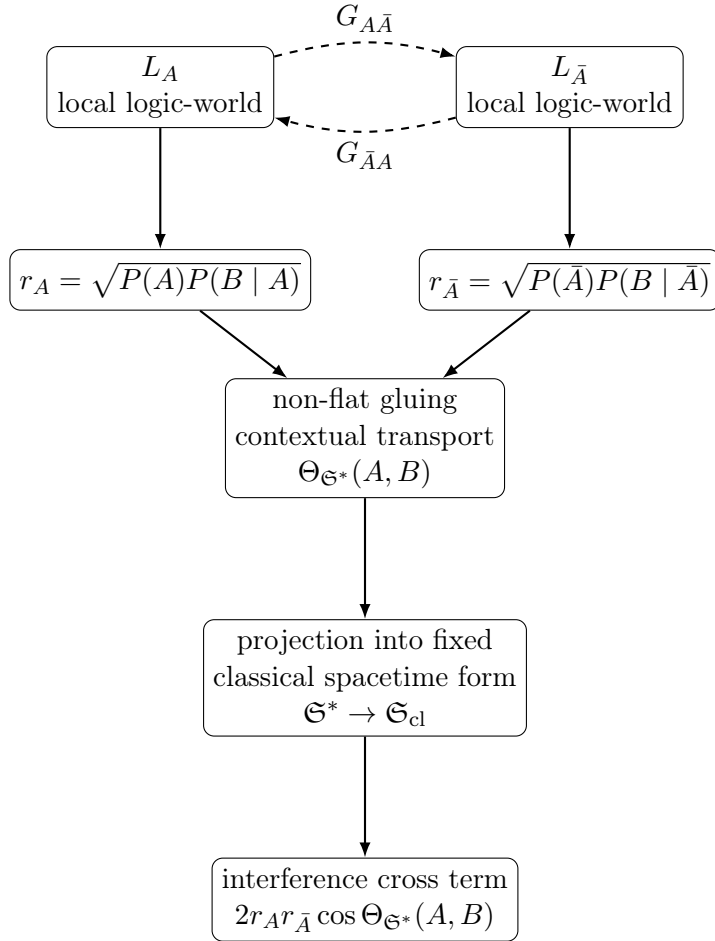 $G_{A\bar{A}}$
$L_A$
local logic-world
$L_{\bar{A}}$
local logic-world
$G_{\bar{A}A}$
$r_A = \sqrt{P(A)P(B \mid A)}$
$r_{\bar{A}} = \sqrt{P(\bar{A})P(B \mid \bar{A})}$
non-flat gluing
contextual transport
$\Theta_{\mathfrak{S}^*}(A, B)$
projection into fixed
classical spacetime form
$\mathfrak{S}^* \to \mathfrak{S}_{\mathrm{cl}}$
interference cross term
$2r_A r_{\bar{A}} \cos \Theta_{\mathfrak{S}^*}(A, B)$